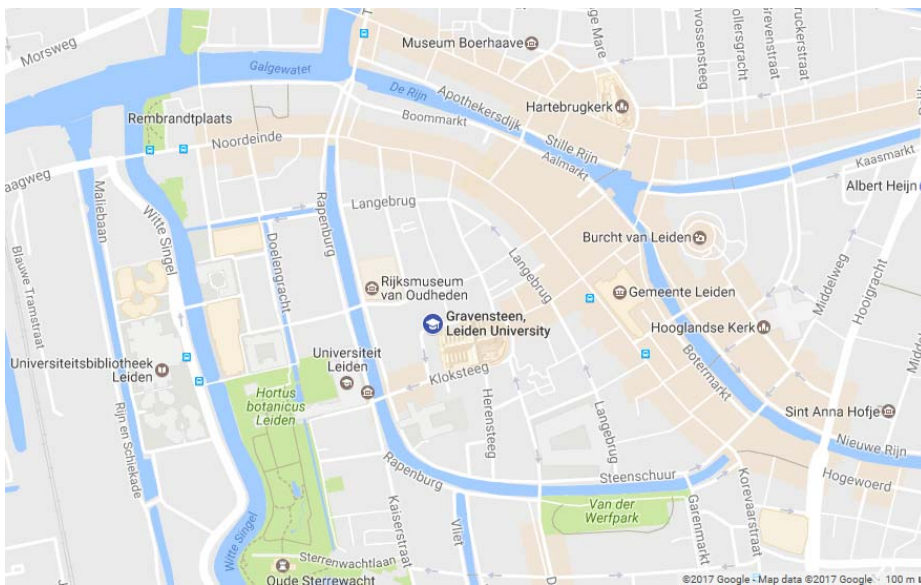 Morsweg
Galgewater
Museum Boerhaave
De Rijn
Apothekersdijk
Hartebrugkerk
Rembrandtplaats
Boommarkt
Noordeinde
Stille Rijn
Aalmarkt
Kaasmarkt
aagweg
Maliebaan
Witte Singel
Rapenburg
Langebrug
Albert Heijn
Blauwe Tramstraat
Doelengracht
Langebrug
Burcht van Leiden
Middelweg
Hooigracht
Rijksmuseum
van Oudheden
Gemeente Leiden
Gravensteen,
Leiden University
Hooglandse Kerk
Universiteitsbibliotheek
Leiden
Universiteit
Leiden
Kloksteeg
Botermarkt
Hortus
botanicus
Leiden
Herensteeg
Langebrug
Sint Anna Hofje
Rijn en Schiekade
Nieuwe Rijn
Rapenburg
Steenschuur
Hogewoerd
Witte Singel
Kaiserstraat
Vliet
Van der
Werfpark
Garenmarkt
Korevaarstraat
Sterrenwachtlaan
Oude Sterrewacht
©2017 Google - Map data ©2017 Google - 100 m